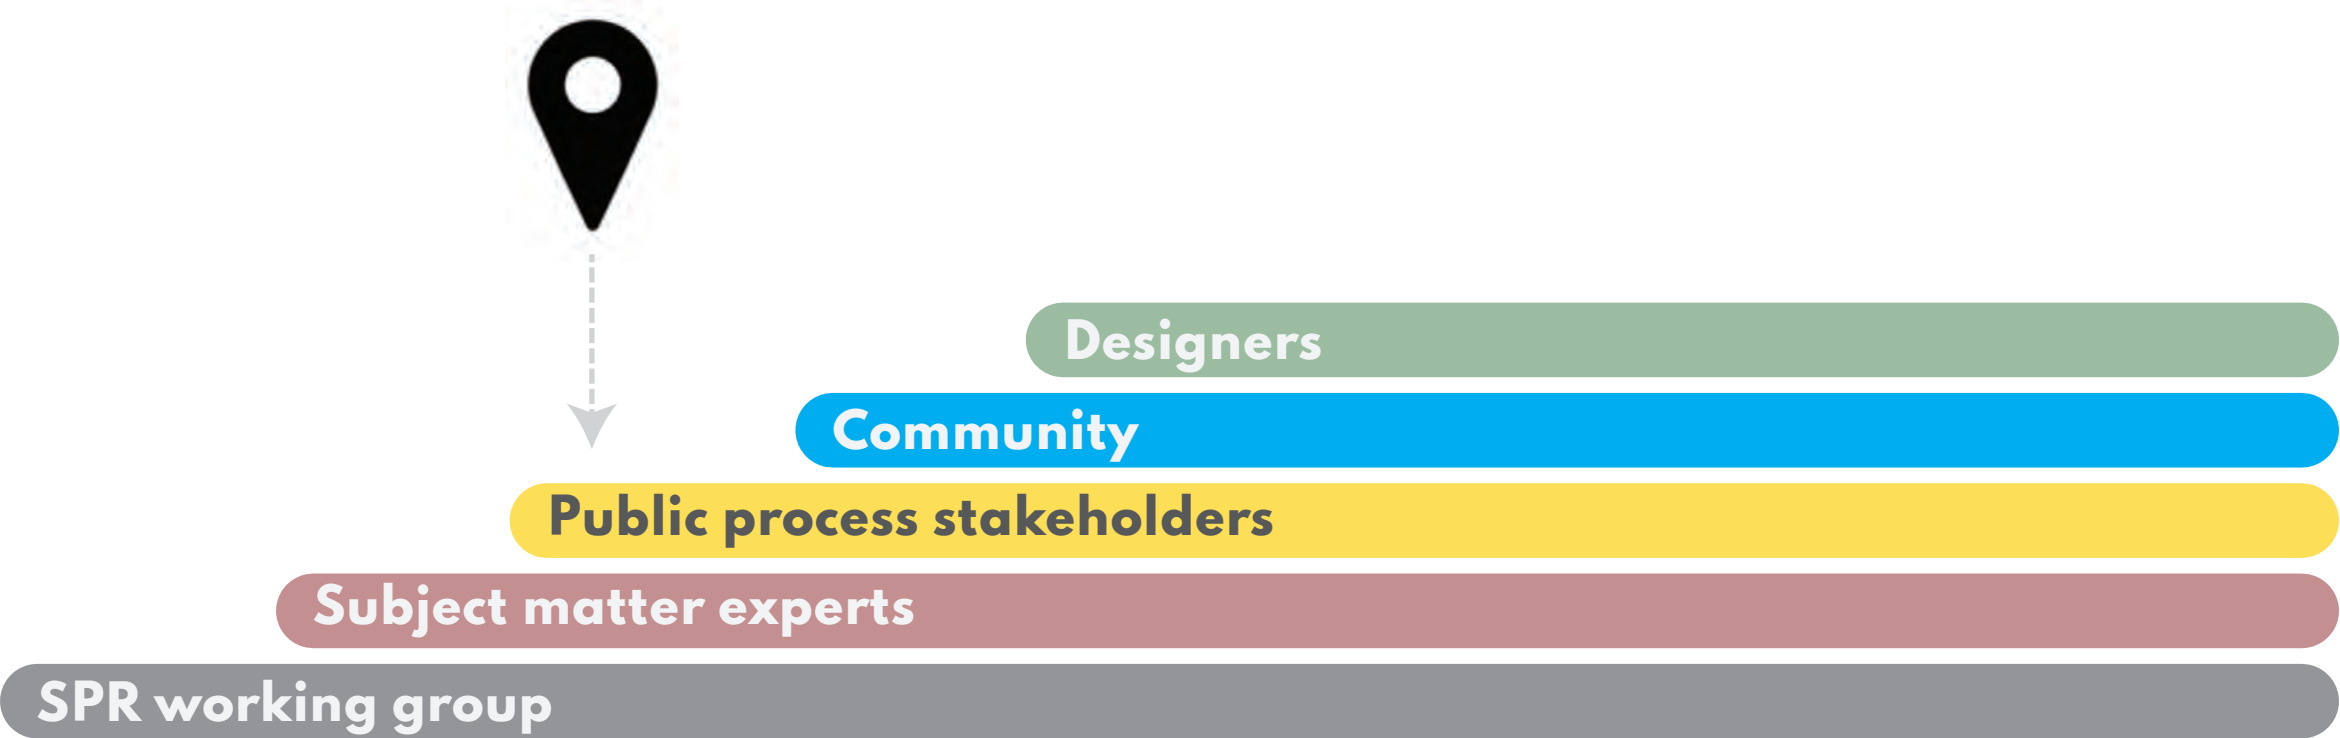 Designers
Community
Public process stakeholders
Subject matter experts
SPR working group